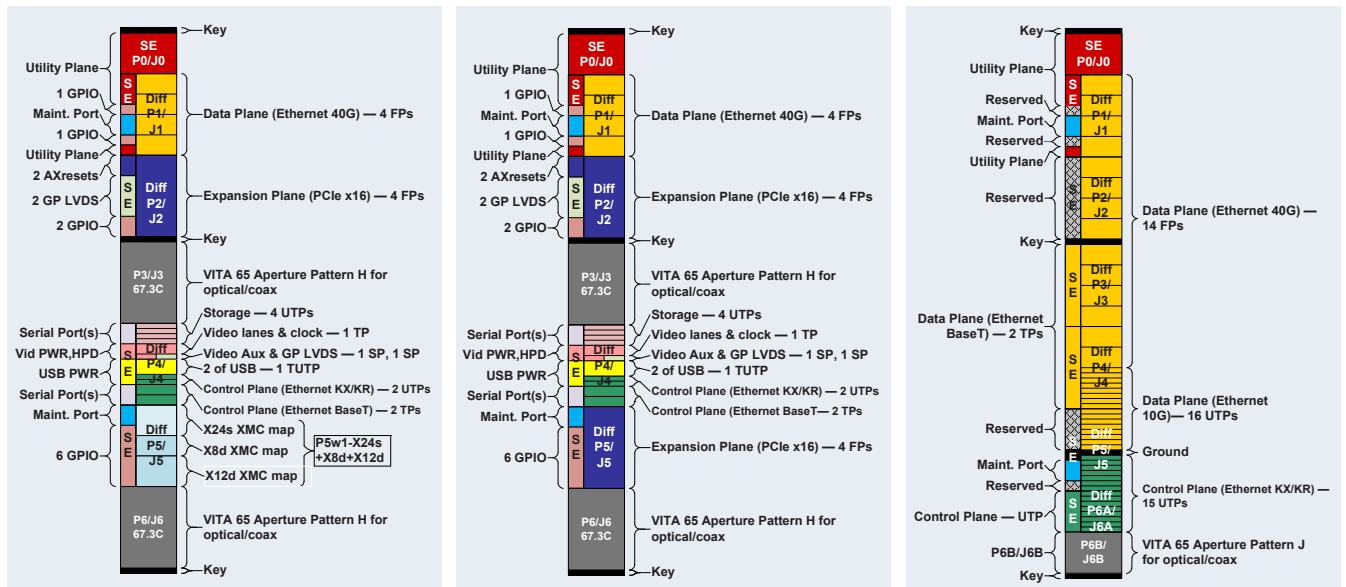 Key
SE
P0/J0
Utility Plane
S
E
Diff
P1/
J1
1 GPIO
Maint. Port
1 GPIO
Utility Plane
Data Plane (Ethernet 40G) — 4 FPs
2 AXresets
2 GP LVDS
2 GPIO
S
E
Diff
P2/
J2
Expansion Plane (PCIe x16) — 4 FPs
Key
P3/J3
67.3C
VITA 65 Aperture Pattern H for
optical/coax
Storage — 4 UTPs
Serial Port(s)
Video lanes & clock — 1 TP
Vid PWR,HPD
S
E
Diff
P4/
J4
Video Aux & GP LVDS — 1 SP, 1 SP
USB PWR
2 of USB — 1 TUTP
Serial Port(s)
Control Plane (Ethernet KX/KR) — 2 UTPs
Maint. Port
Control Plane (Ethernet BaseT) — 2 TPs
6 GPIO
S
E
Diff
P5/
J5
X24s XMC map
X8d XMC map
X12d XMC map
P5w1-X24s
+X8d+X12d
P6/J6
67.3C
VITA 65 Aperture Pattern H for
optical/coax
Key
Key
SE
P0/J0
Utility Plane
S
E
Diff
P1/
J1
1 GPIO
Maint. Port
1 GPIO
Utility Plane
Data Plane (Ethernet 40G) — 4 FPs
2 AXresets
2 GP LVDS
2 GPIO
S
E
Diff
P2/
J2
Expansion Plane (PCIe x16) — 4 FPs
Key
P3/J3
67.3C
VITA 65 Aperture Pattern H for
optical/coax
Storage — 4 UTPs
Serial Port(s)
Video lanes & clock — 1 TP
Vid PWR,HPD
S
E
Diff
P4/
J4
Video Aux & GP LVDS — 1 SP, 1 SP
USB PWR
2 of USB — 1 TUTP
Serial Port(s)
Control Plane (Ethernet KX/KR) — 2 UTPs
Maint. Port
Control Plane (Ethernet BaseT— 2 TPs
6 GPIO
S
E
Diff
P5/
J5
Expansion Plane (PCIe x16) — 4 FPs
P6/J6
67.3C
VITA 65 Aperture Pattern H for
optical/coax
Key
Key
SE
P0/J0
Utility Plane
S
E
Diff
P1/
J1
Reserved
Maint. Port
Reserved
Utility Plane
Reserved
S
E
Diff
P2/
J2
Data Plane (Ethernet 40G) —
14 FPs
Key
S
E
Diff
P3/
J3
Data Plane (Ethernet
BaseT) — 2 TPs
S
E
Diff
P4/
J4
Data Plane (Ethernet
10G)— 16 UTPs
Reserved
S
E
Diff
P5/
J5
Ground
Maint. Port
Reserved
Control Plane — UTP
S
E
Diff
P6A/
J6A
Control Plane (Ethernet KX/KR) —
15 UTPs
P6B/J6B
P6B/
J6B
VITA 65 Aperture Pattern J
for optical/coax
Key